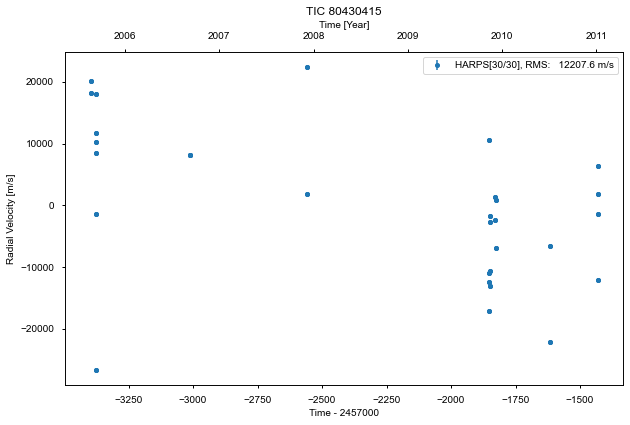 TIC 80430415
Time [Year]
2006 2007 2008 2009 2010 2011
HARPS[30/30], RMS: 12207.6 m/s
Radial Velocity [m/s]
20000
10000
0
−10000
−20000
−3250 −3000 −2750 −2500 −2250 −2000 −1750 −1500
Time - 2457000